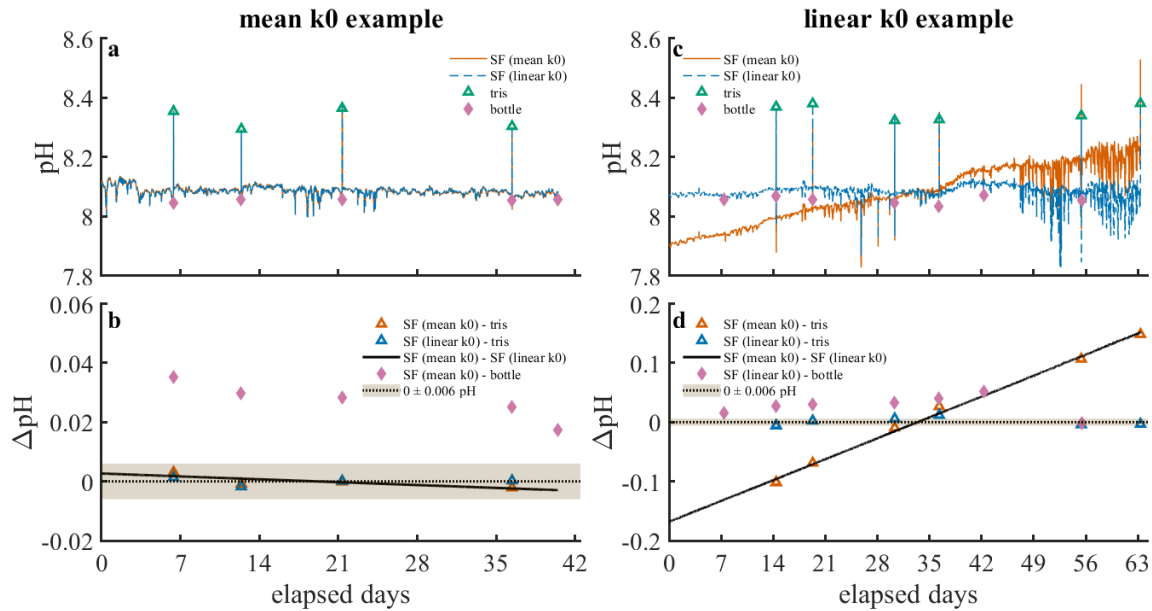 mean k0 example
linear k0 example
a
8.6
8.4
8.2
8
7.8
pH
SF (mean k0)
SF (linear k0)
tris
bottle
c
8.6
8.4
8.2
8
7.8
pH
SF (mean k0)
SF (linear k0)
tris
bottle
b
0.06
0.04
0.02
0
-0.02
ΔpH
SF (mean k0) - tris
SF (linear k0) - tris
SF (mean k0) - SF (linear k0)
SF (mean k0) - bottle
0 ± 0.006 pH
0 7 14 21 28 35 42
elapsed days
d
0.2
0.1
0
-0.1
-0.2
ΔpH
SF (mean k0) - tris
SF (linear k0) - tris
SF (mean k0) - SF (linear k0)
SF (linear k0) - bottle
0 ± 0.006 pH
0 7 14 21 28 35 42 49 56 63
elapsed days